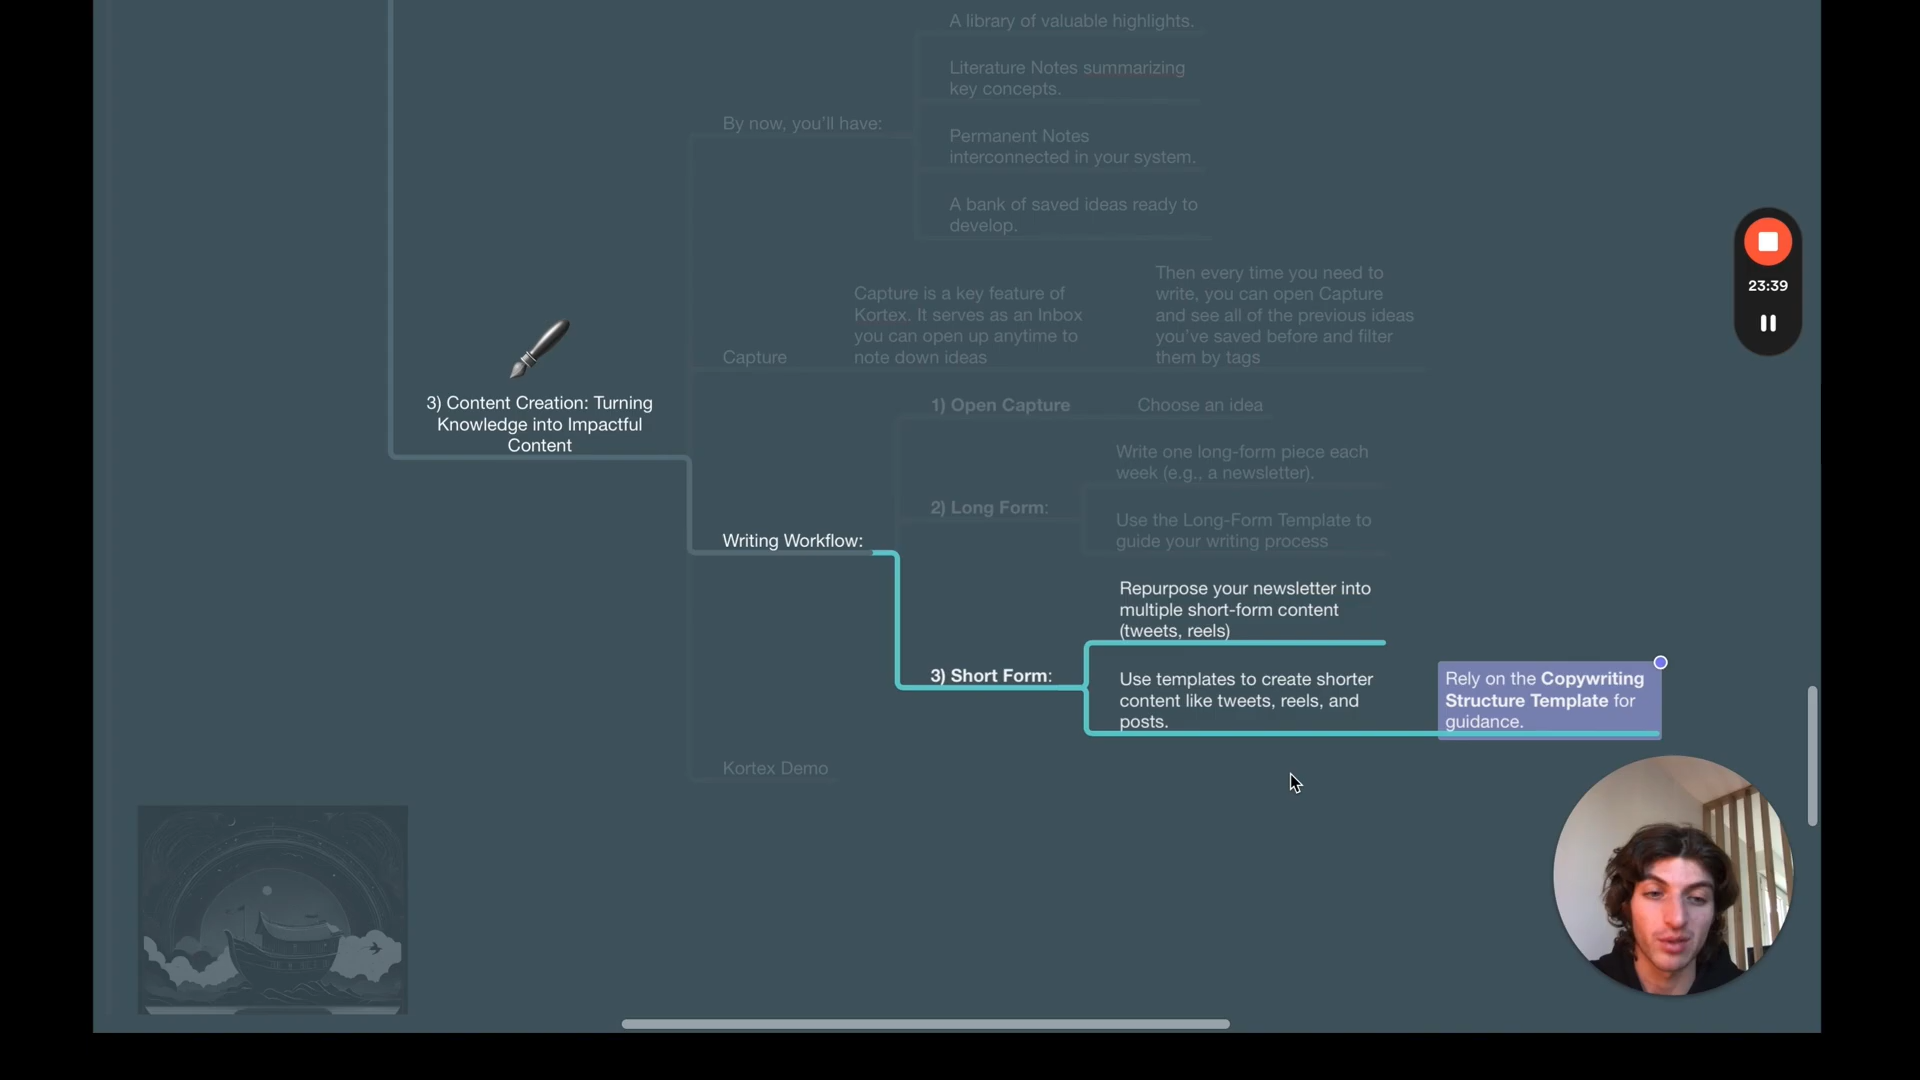 A library of valuable highlights.
Literature Notes summarizing
key concepts.
By now, you'll have:
Permanent Notes
interconnected in your system.
A bank of saved ideas ready to
develop.
Capture
Capture is a key feature of
Kortex. It serves as an Inbox
you can open up anytime to
note down ideas
Then every time you need to
write, you can open Capture
and see all of the previous ideas
you've saved before and filter
them by tags
23:39
3) Content Creation: Turning
Knowledge into Impactful
Content
Writing Workflow:
1) Open Capture
Choose an idea
2) Long Form:
Write one long-form piece each
week (e.g., a newsletter).
Use the Long-Form Template to
guide your writing process
3) Short Form:
Repurpose your newsletter into
multiple short-form content
(tweets, reels)
Use templates to create shorter
content like tweets, reels, and
posts.
Rely on the Copywriting
Structure Template for
guidance.
Kortex Demo